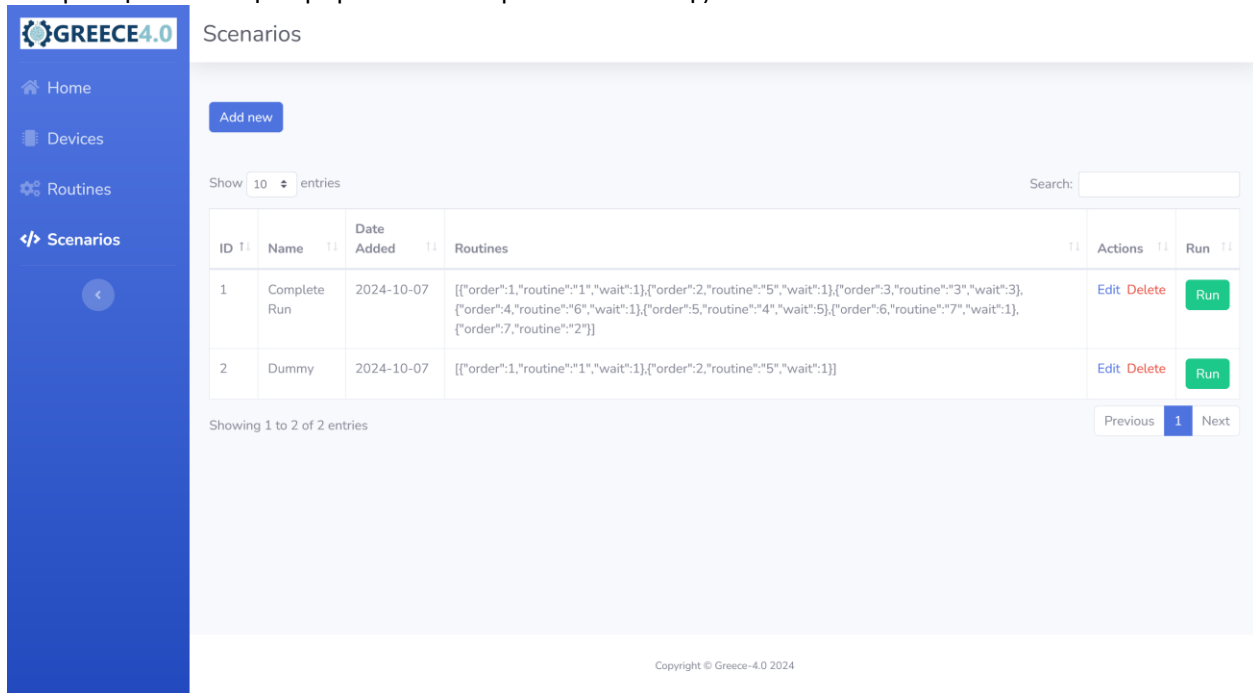 GREECE4.0
Scenarios
Home
Devices
Routines
</> Scenarios
Add new
Show 10 entries
Search:
ID Name Date Added Routines Actions Run
1 Complete Run 2024-10-07 [{"order":1,"routine":"1","wait":1},{"order":2,"routine":"5","wait":1},{"order":3,"routine":"3","wait":3},
{"order":4,"routine":"6","wait":1},{"order":5,"routine":"4","wait":5},{"order":6,"routine":"7","wait":1},
{"order":7,"routine":"2"}] Edit Delete Run
2 Dummy 2024-10-07 [{"order":1,"routine":"1","wait":1},{"order":2,"routine":"5","wait":1}] Edit Delete Run
Showing 1 to 2 of 2 entries
Previous 1 Next
Copyright © Greece-4.0 2024